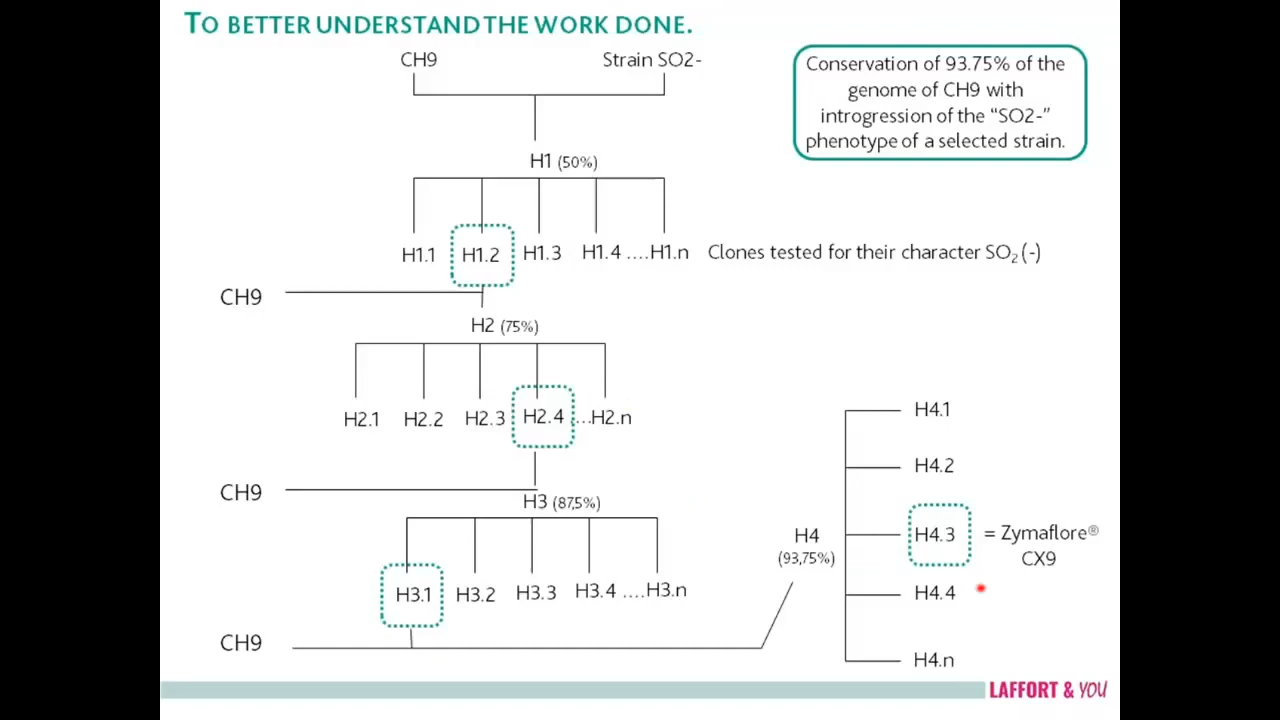 TO BETTER UNDERSTAND THE WORK DONE.
CH9
Strain SO2-
Conservation of 93.75% of the
genome of CH9 with
introgression of the “SO2-”
phenotype of a selected strain.
H1 (50%)
H1.1
H1.2
H1.3
H1.4 ....H1.n
Clones tested for their character SO₂ (-)
CH9
H2 (75%)
H2.1
H2.2
H2.3
H2.4 ....H2.n
CH9
H3 (87,5%)
H3.1
H3.2
H3.3
H3.4 ....H3.n
CH9
H4
(93,75%)
H4.1
H4.2
H4.3
= Zymaflore®
CX9
H4.4
H4.n
LAFFORT & YOU